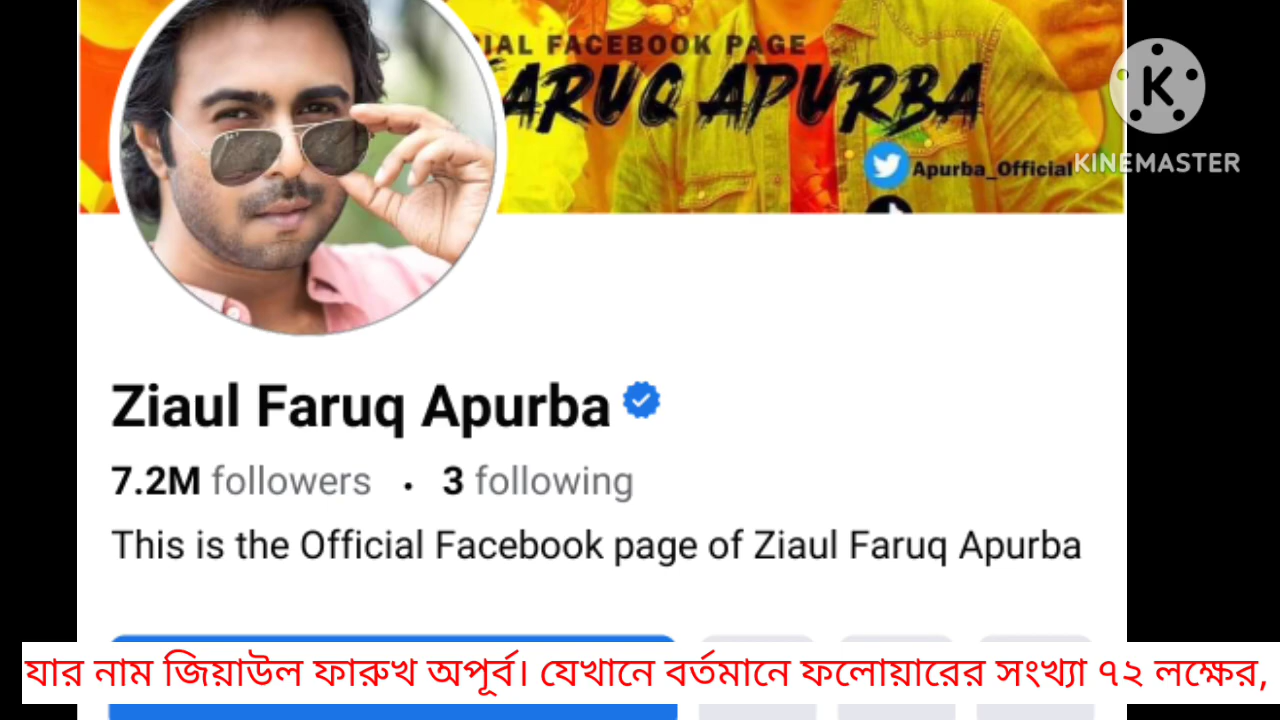 IAL FACEBOOK PAGE
ARUQ APURBA
Apurba_Official
K
KINEMASTER
Ziaul Faruq Apurba
7.2M followers • 3 following
This is the Official Facebook page of Ziaul Faruq Apurba
যার নাম জিয়াউল ফারুখ অপূর্ব। যেখানে বর্তমানে ফলোয়ারের সংখ্যা ৭২ লক্ষের,